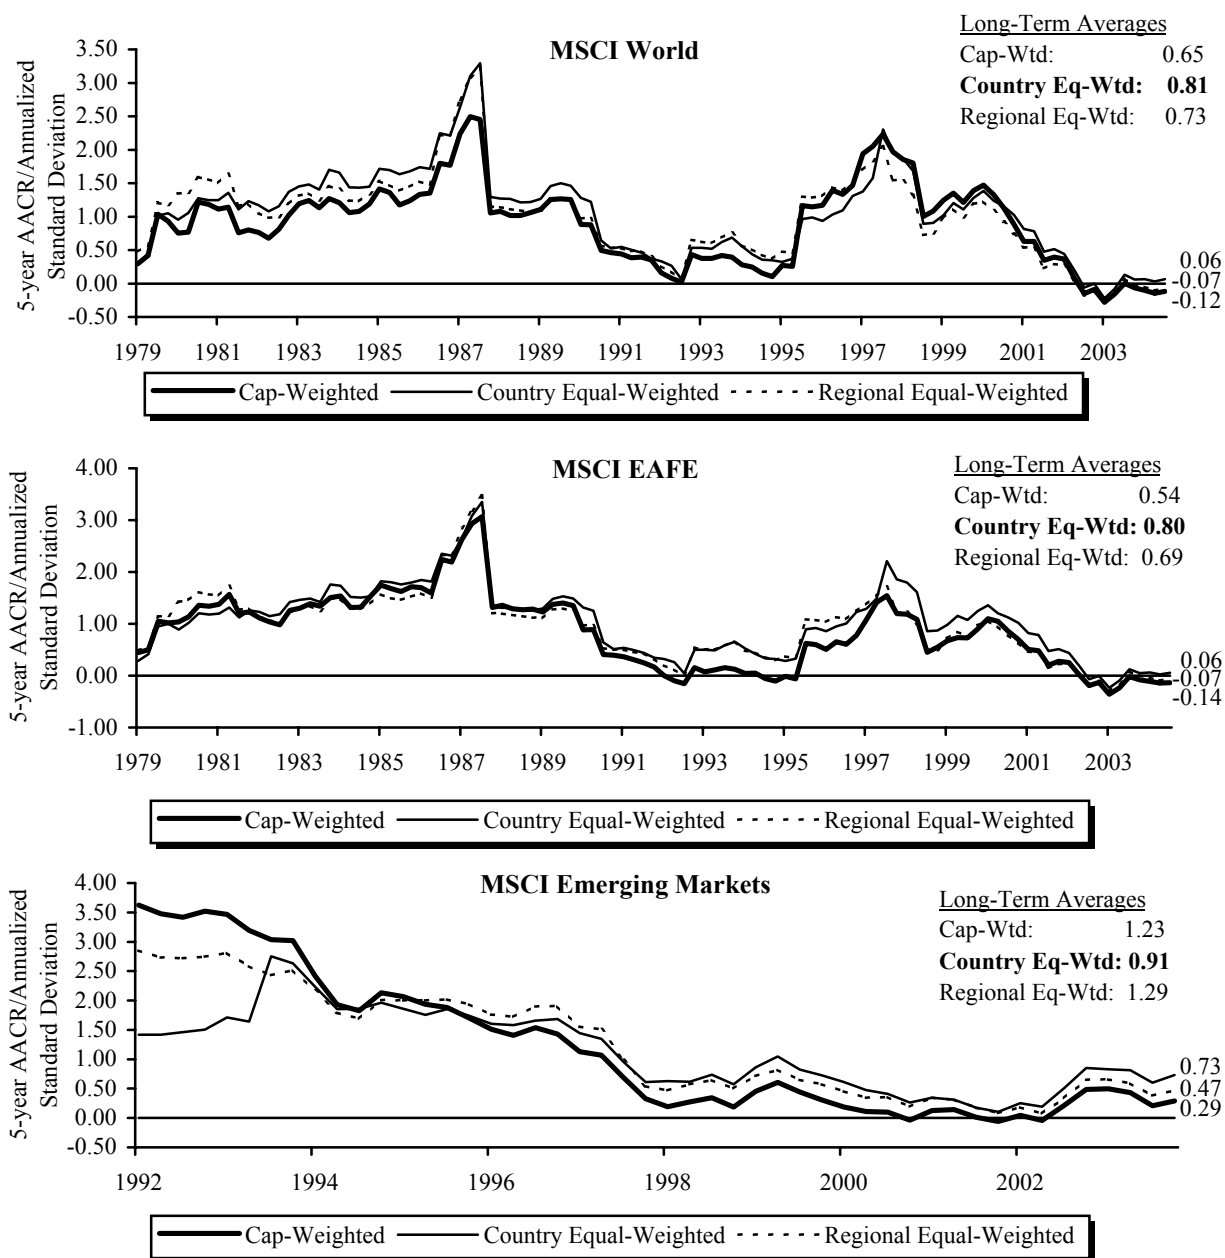 MSCI World
Long-Term Averages
Cap-Wtd: 0.65
Country Eq-Wtd: 0.81
Regional Eq-Wtd: 0.73
5-year AACR/Annualized
Standard Deviation
3.50
3.00
2.50
2.00
1.50
1.00
0.50
0.00
-0.50
0.06
-0.07
-0.12
1979 1981 1983 1985 1987 1989 1991 1993 1995 1997 1999 2001 2003
Cap-Weighted Country Equal-Weighted Regional Equal-Weighted
MSCI EAFE
Long-Term Averages
Cap-Wtd: 0.54
Country Eq-Wtd: 0.80
Regional Eq-Wtd: 0.69
5-year AACR/Annualized
Standard Deviation
4.00
3.00
2.00
1.00
0.00
-1.00
0.06
-0.07
-0.14
1979 1981 1983 1985 1987 1989 1991 1993 1995 1997 1999 2001 2003
Cap-Weighted Country Equal-Weighted Regional Equal-Weighted
MSCI Emerging Markets
Long-Term Averages
Cap-Wtd: 1.23
Country Eq-Wtd: 0.91
Regional Eq-Wtd: 1.29
5-year AACR/Annualized
Standard Deviation
4.00
3.50
3.00
2.50
2.00
1.50
1.00
0.50
0.00
-0.50
0.73
0.47
0.29
1992 1994 1996 1998 2000 2002
Cap-Weighted Country Equal-Weighted Regional Equal-Weighted